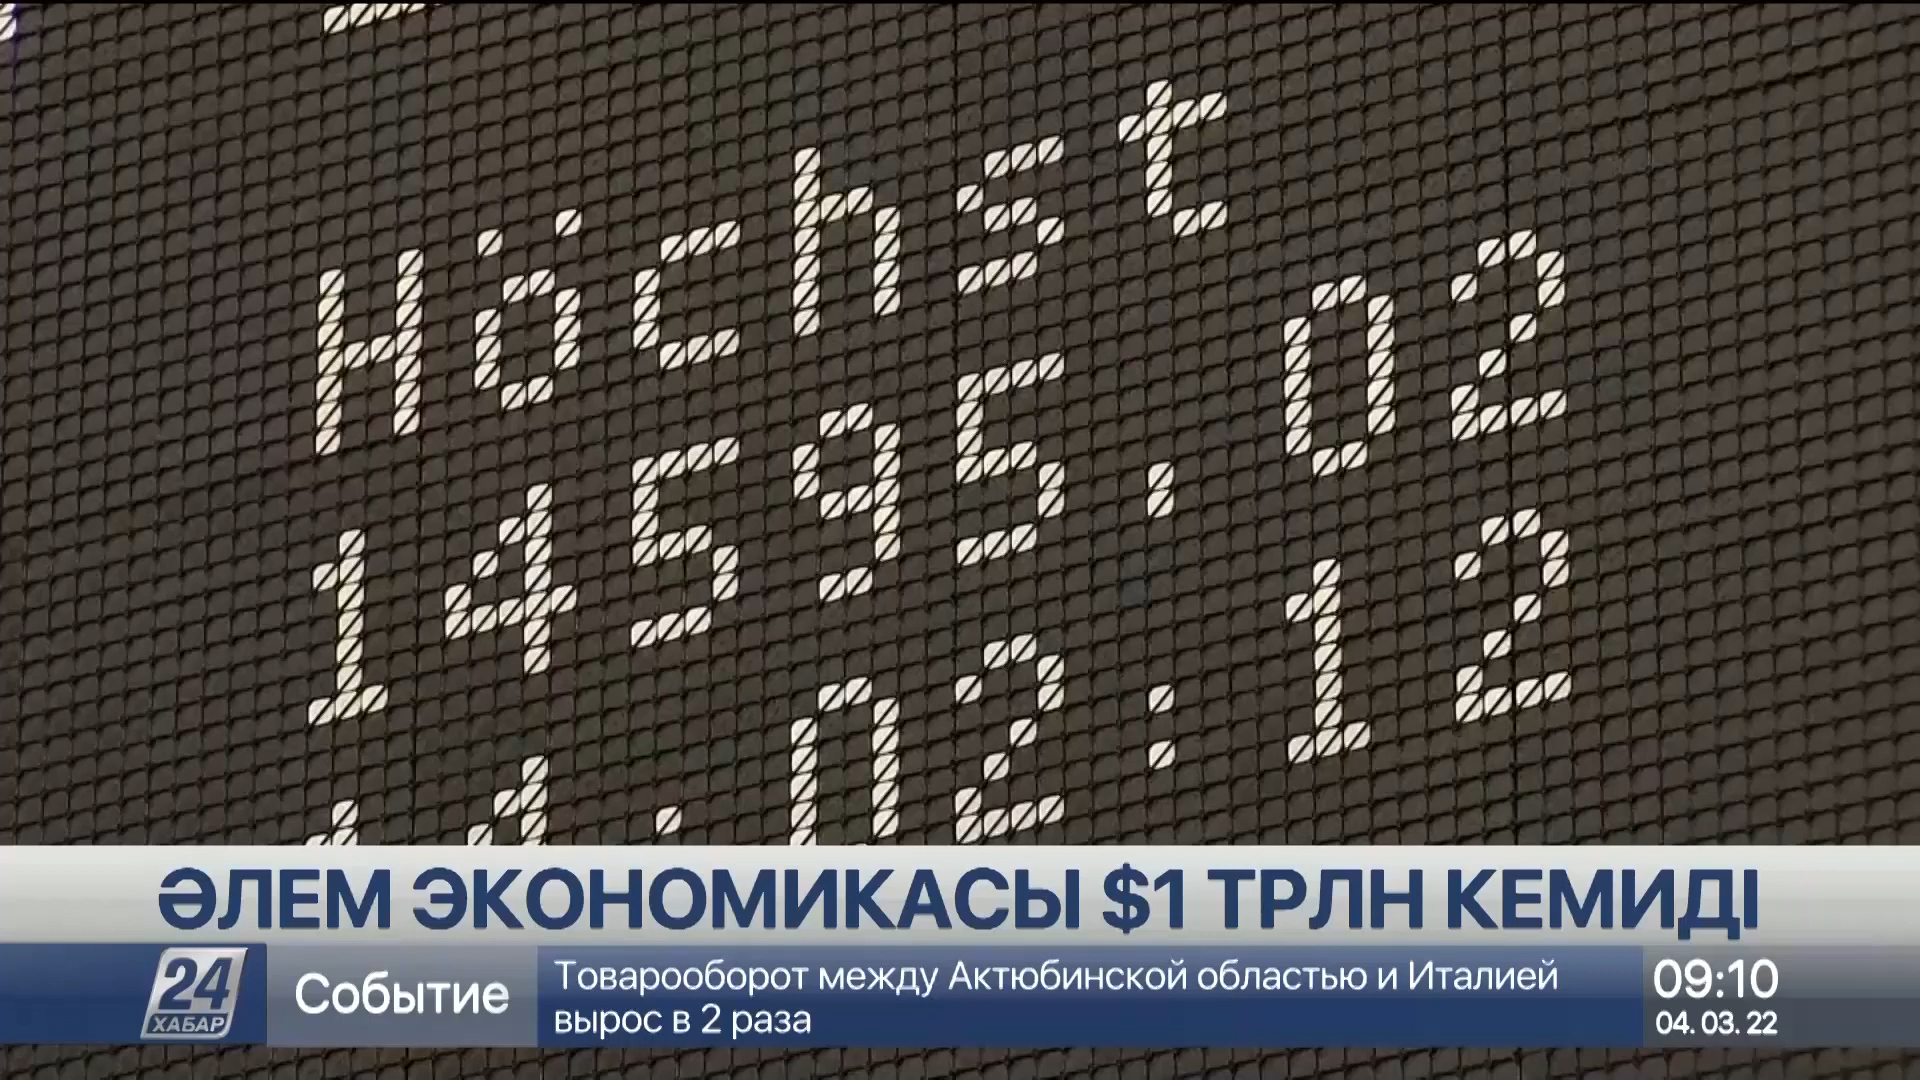 Höchst
14595.02
02:12
ӘЛЕМ ЭКОНОМИКАСЫ $1 ТРЛН КЕМИДІ
24
ХАБАР
Событие
Товарооборот между Актюбинской областью и Италией
вырос в 2 раза
09:10
04. 03. 22